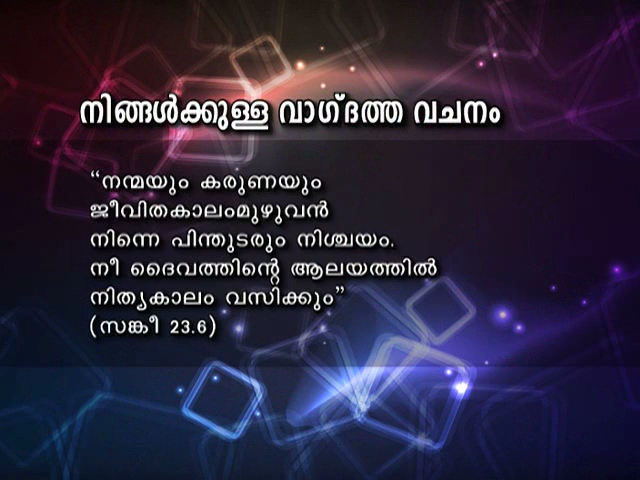 നിങ്ങൾക്കുള്ള വാഗ്ദത്ത വചനം
“നന്മയും കരുണയും
ജീവിതകാലംമുഴുവൻ
നിന്നെ പിന്തുടരും നിശ്ചയം.
നീ ദൈവത്തിന്റെ ആലയത്തിൽ
നിത്യകാലം വസിക്കും”
(സങ്കീ 23.6)